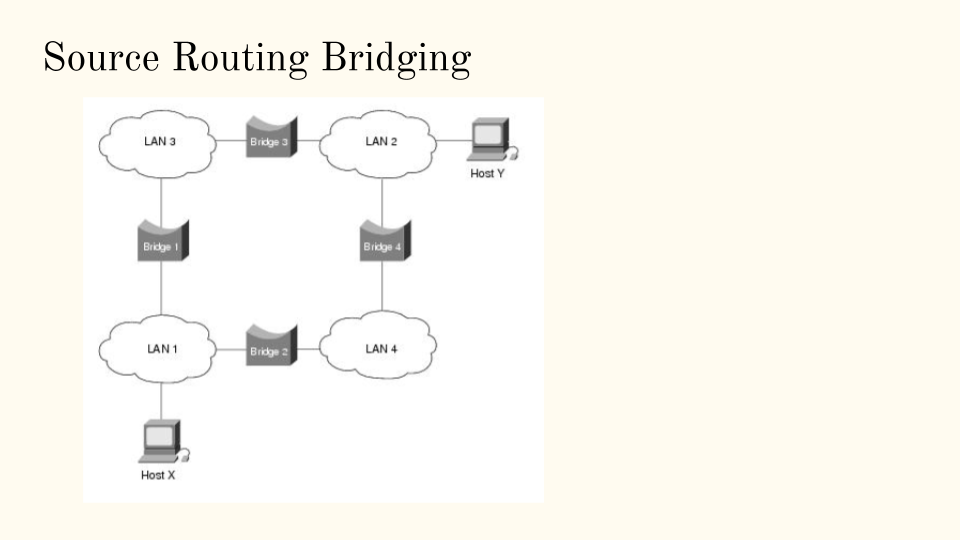 Source Routing Bridging
LAN 3
Bridge 3
LAN 2
Host Y
Bridge 1
Bridge 4
LAN 1
Bridge 2
LAN 4
Host X